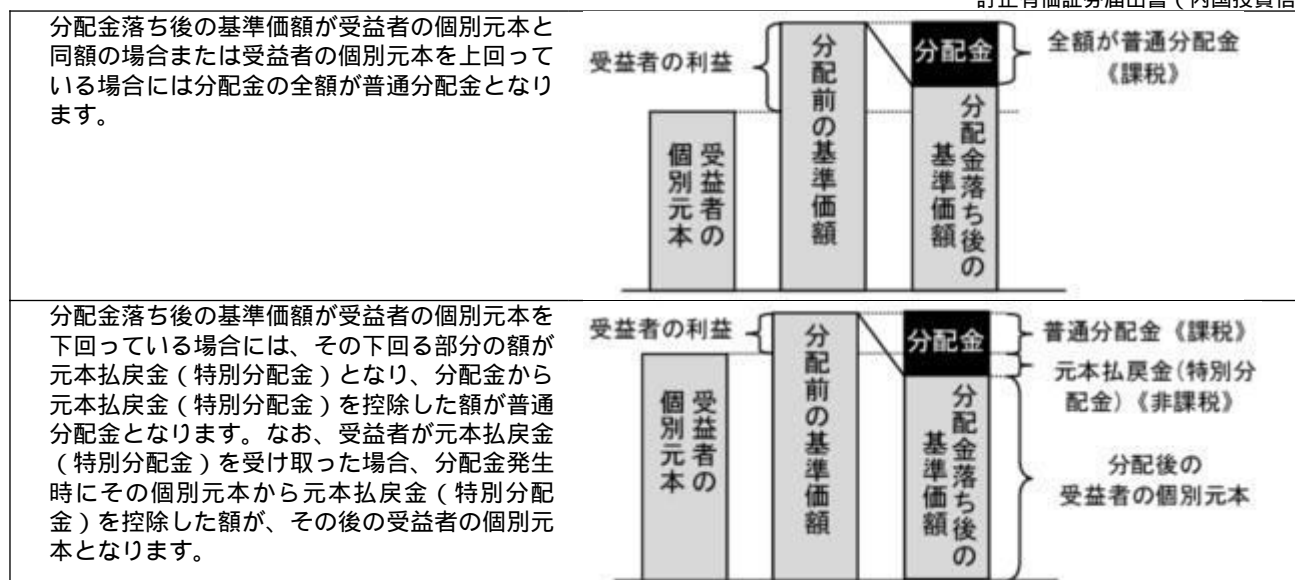 訂正有価証券届出書(内国投資信
分配金落ち後の基準価額が受益者の個別元本と
同額の場合または受益者の個別元本を上回って
いる場合には分配金の全額が普通分配金となり
ます。
受益者の利益
受益者の
個別元本
分配前の基準価額
分配金
分配金落ち後の
基準価額
全額が普通分配金
《課税》
分配金落ち後の基準価額が受益者の個別元本を
下回っている場合には、その下回る部分の額が
元本払戻金(特別分配金)となり、分配金から
元本払戻金(特別分配金)を控除した額が普通
分配金となります。なお、受益者が元本払戻金
(特別分配金)を受け取った場合、分配金発生
時にその個別元本から元本払戻金(特別分配
金)を控除した額が、その後の受益者の個別元
本となります。
受益者の利益
受益者の
個別元本
分配前の基準価額
分配金
分配金落ち後の
基準価額
普通分配金《課税》
元本払戻金(特別分
配金)《非課税》
分配後の
受益者の個別元本